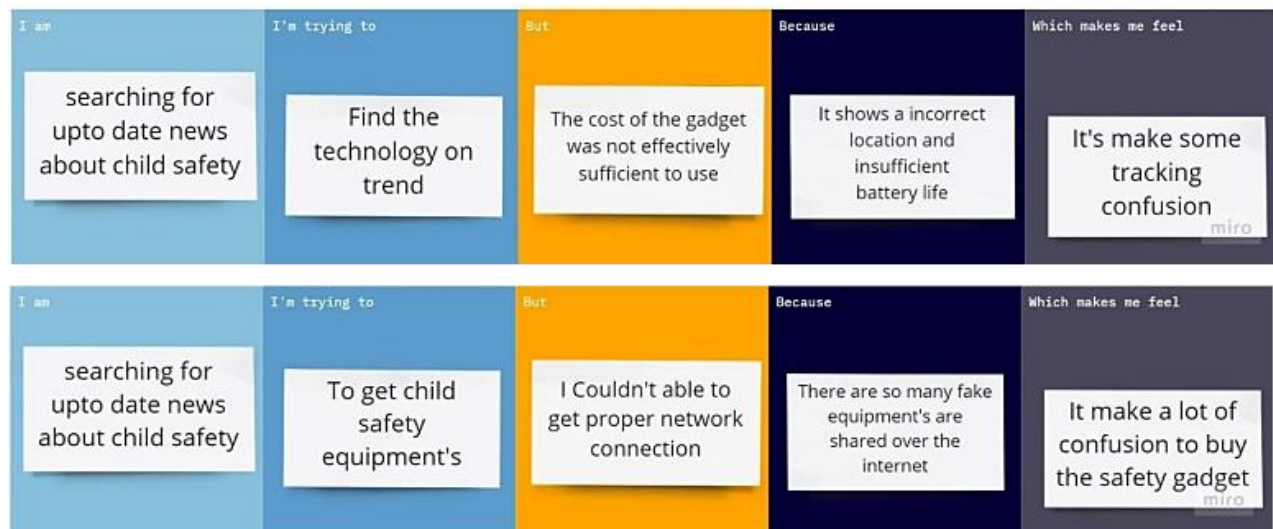 I am
I'm trying to
But
Because
Which makes me feel
searching for
upto date news
about child safety
Find the
technology on
trend
The cost of the gadget
was not effectively
sufficient to use
It shows a incorrect
location and
insufficient
battery life
It's make some
tracking
confusion
miro
I am
I'm trying to
But
Because
Which makes me feel
searching for
upto date news
about child safety
To get child
safety
equipment's
I Couldn't able to
get proper network
connection
There are so many fake
equipment's are
shared over the
internet
It make a lot of
confusion to buy
the safety gadget
miro